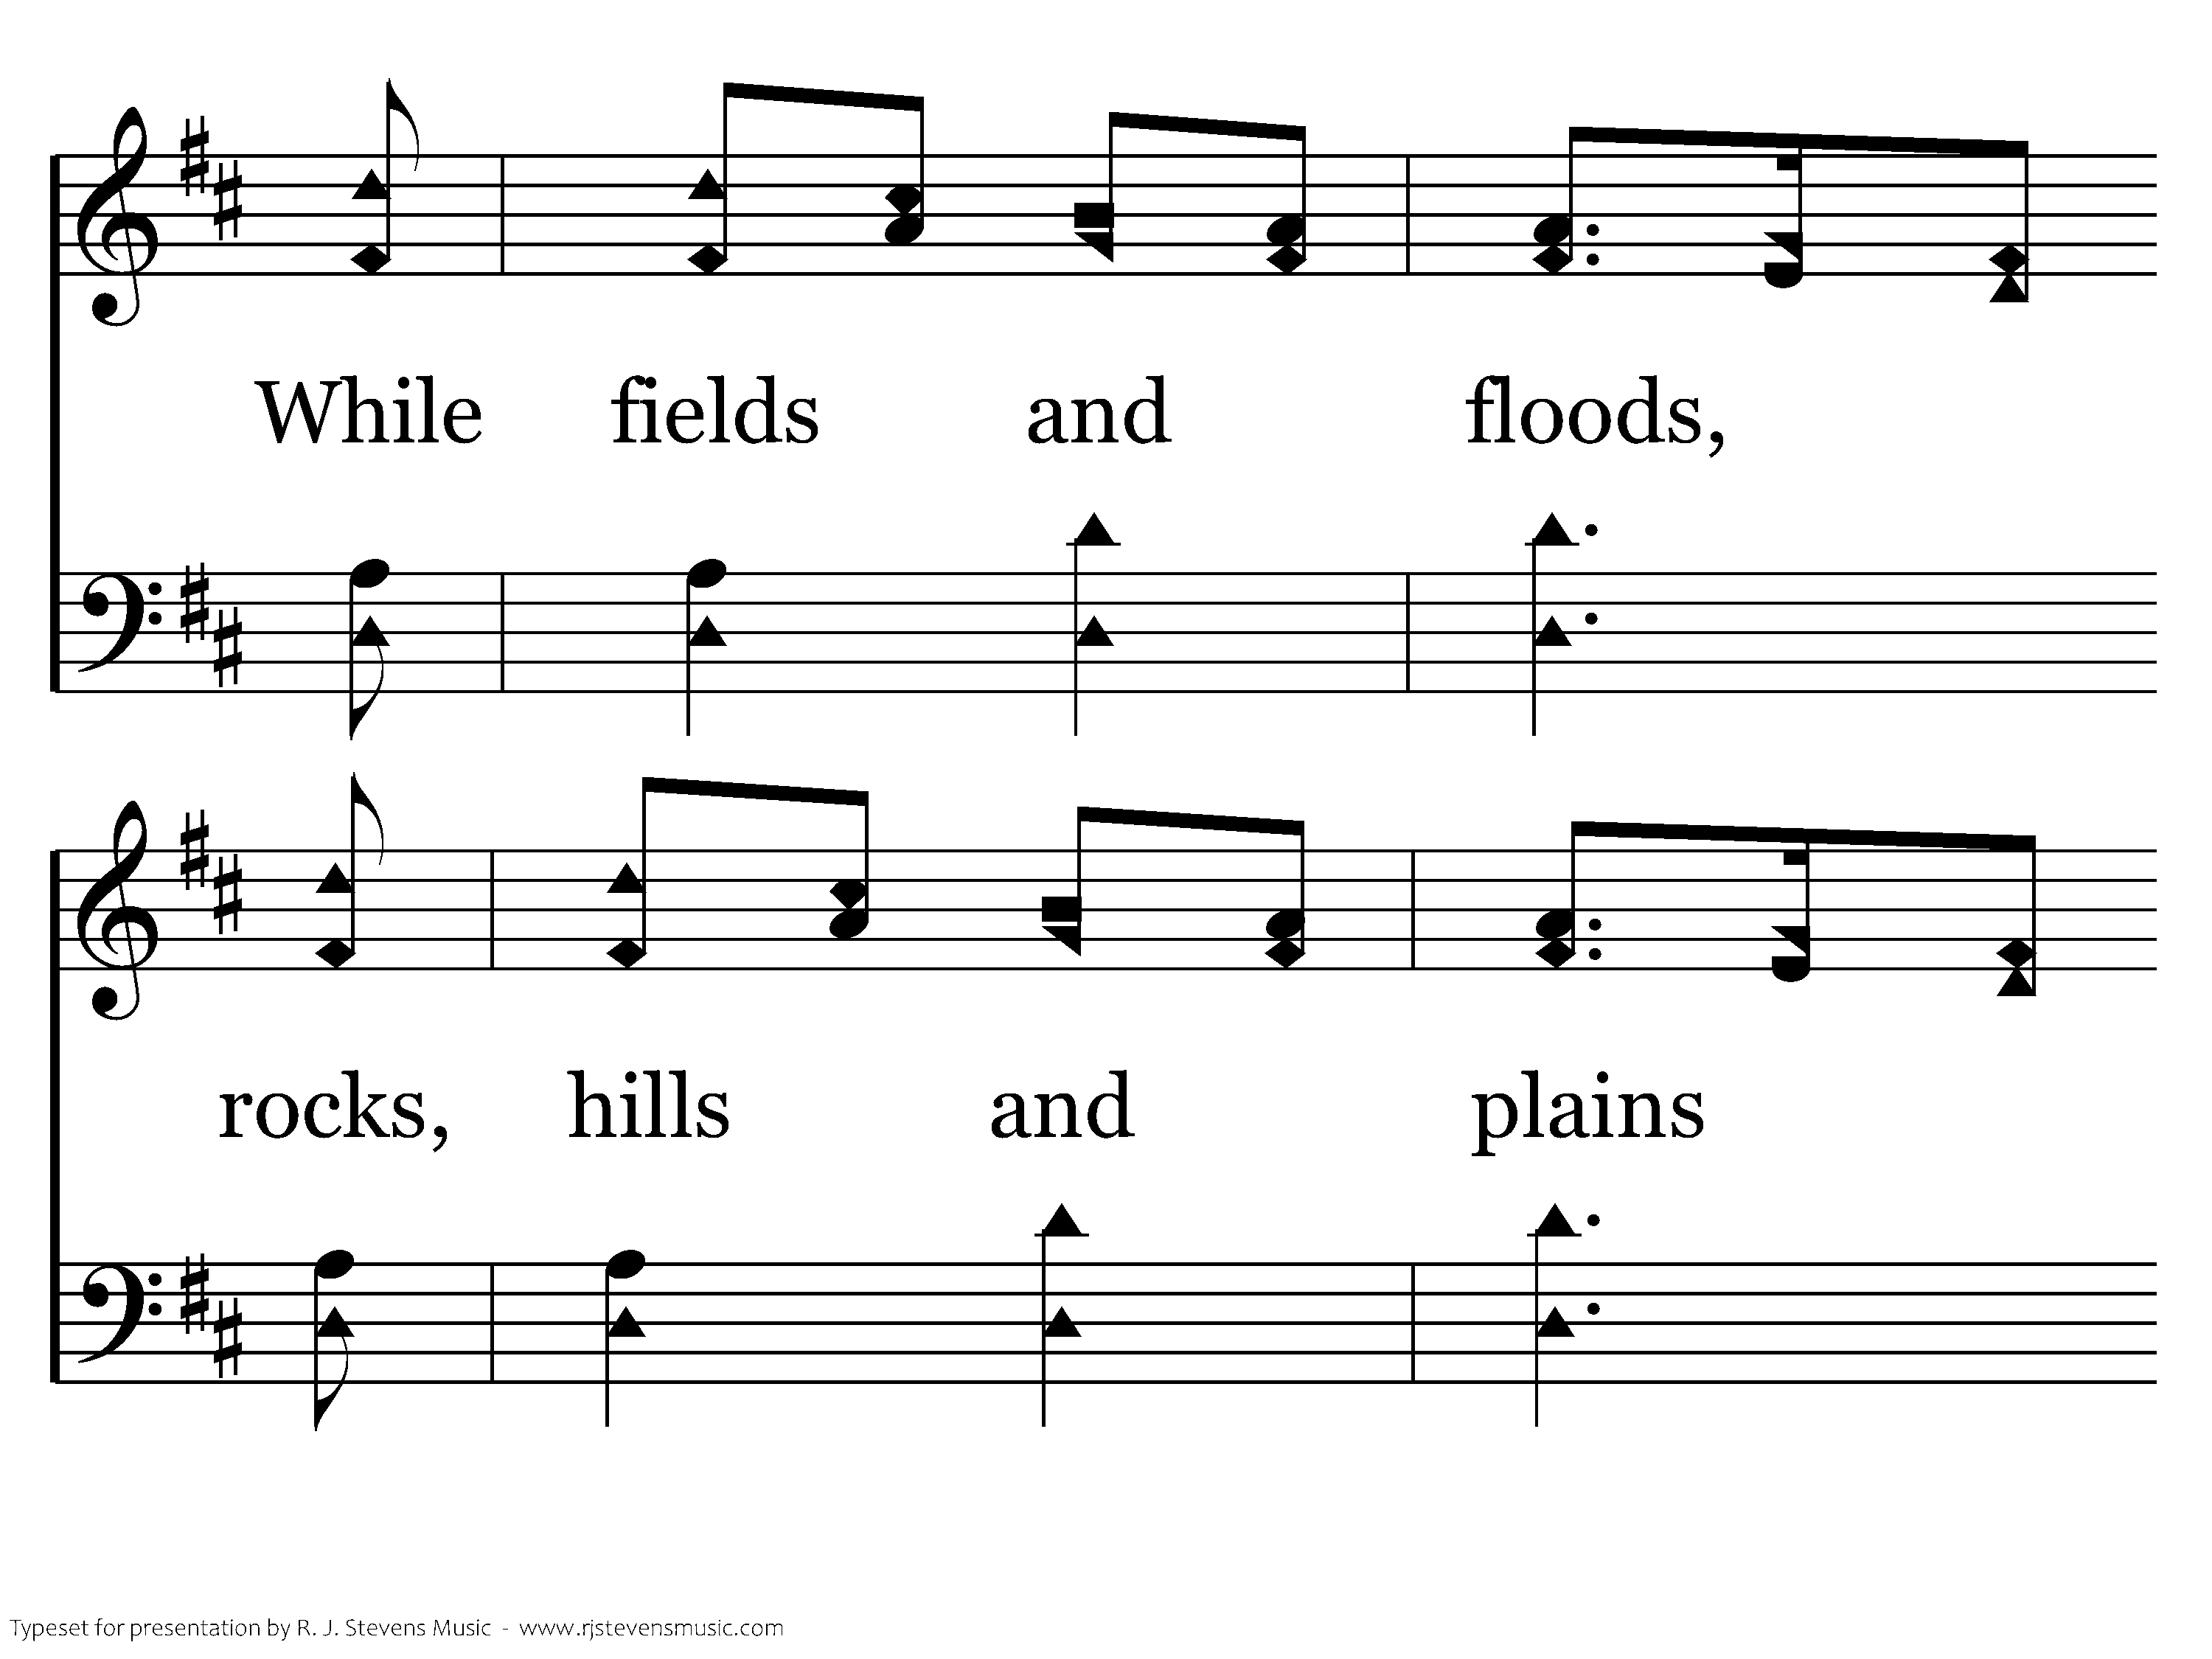 While fields and floods,
rocks, hills and plains
Typeset for presentation by R. J. Stevens Music - www.rjstevensmusic.com